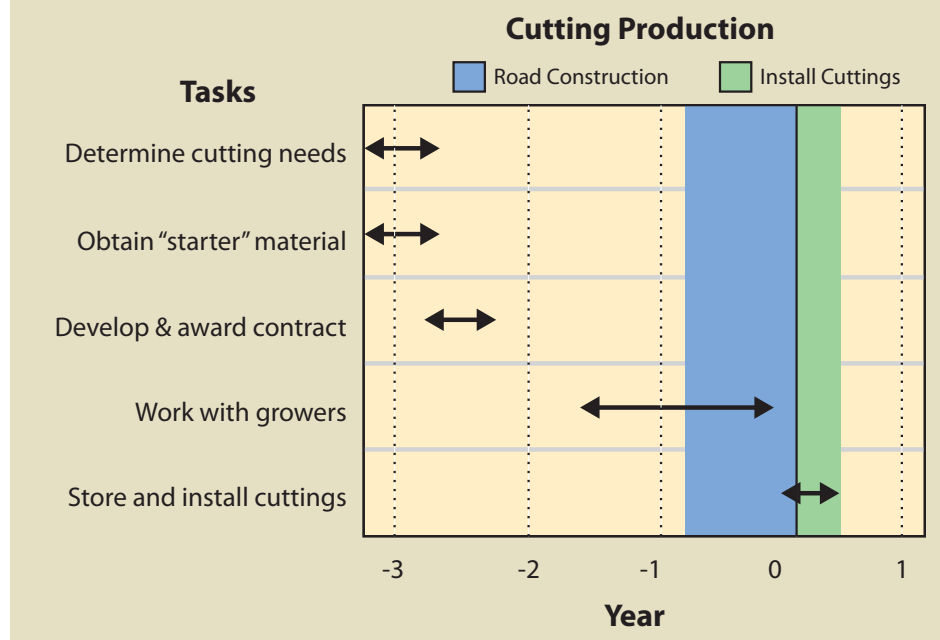 Cutting Production
Road Construction
Install Cuttings
Tasks
Determine cutting needs
Obtain “starter” material
Develop & award contract
Work with growers
Store and install cuttings
-3 -2 -1 0 1
Year